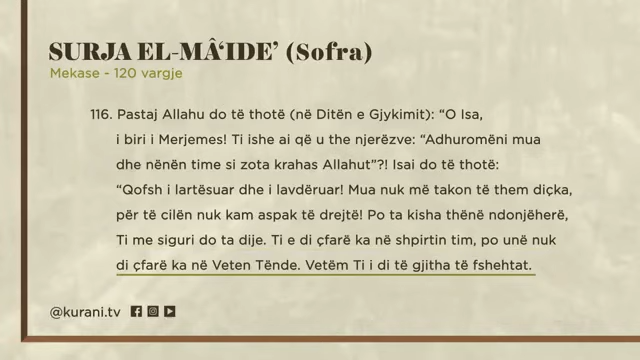 SURJA EL-MÂ‘IDE’ (Sofra)
Mekase - 120 vargje
116. Pastaj Allahu do të thotë (në Ditën e Gjykimit): “O Isa,
i biri i Merjemes! Ti ishe ai që u the njerëzve: “Adhuromëni mua
dhe nënën time si zota krahas Allahut”?! Isai do të thotë:
“Qofsh i lartësuar dhe i lavdëruar! Mua nuk më takon të them diçka,
për të cilën nuk kam aspak të drejtë! Po ta kisha thënë ndonjëherë,
Ti me siguri do ta dije. Ti e di çfarë ka në shpirtin tim, po unë nuk
di çfarë ka në Veten Tënde. Vetëm Ti i di të gjitha të fshehtat.
@kurani.tv